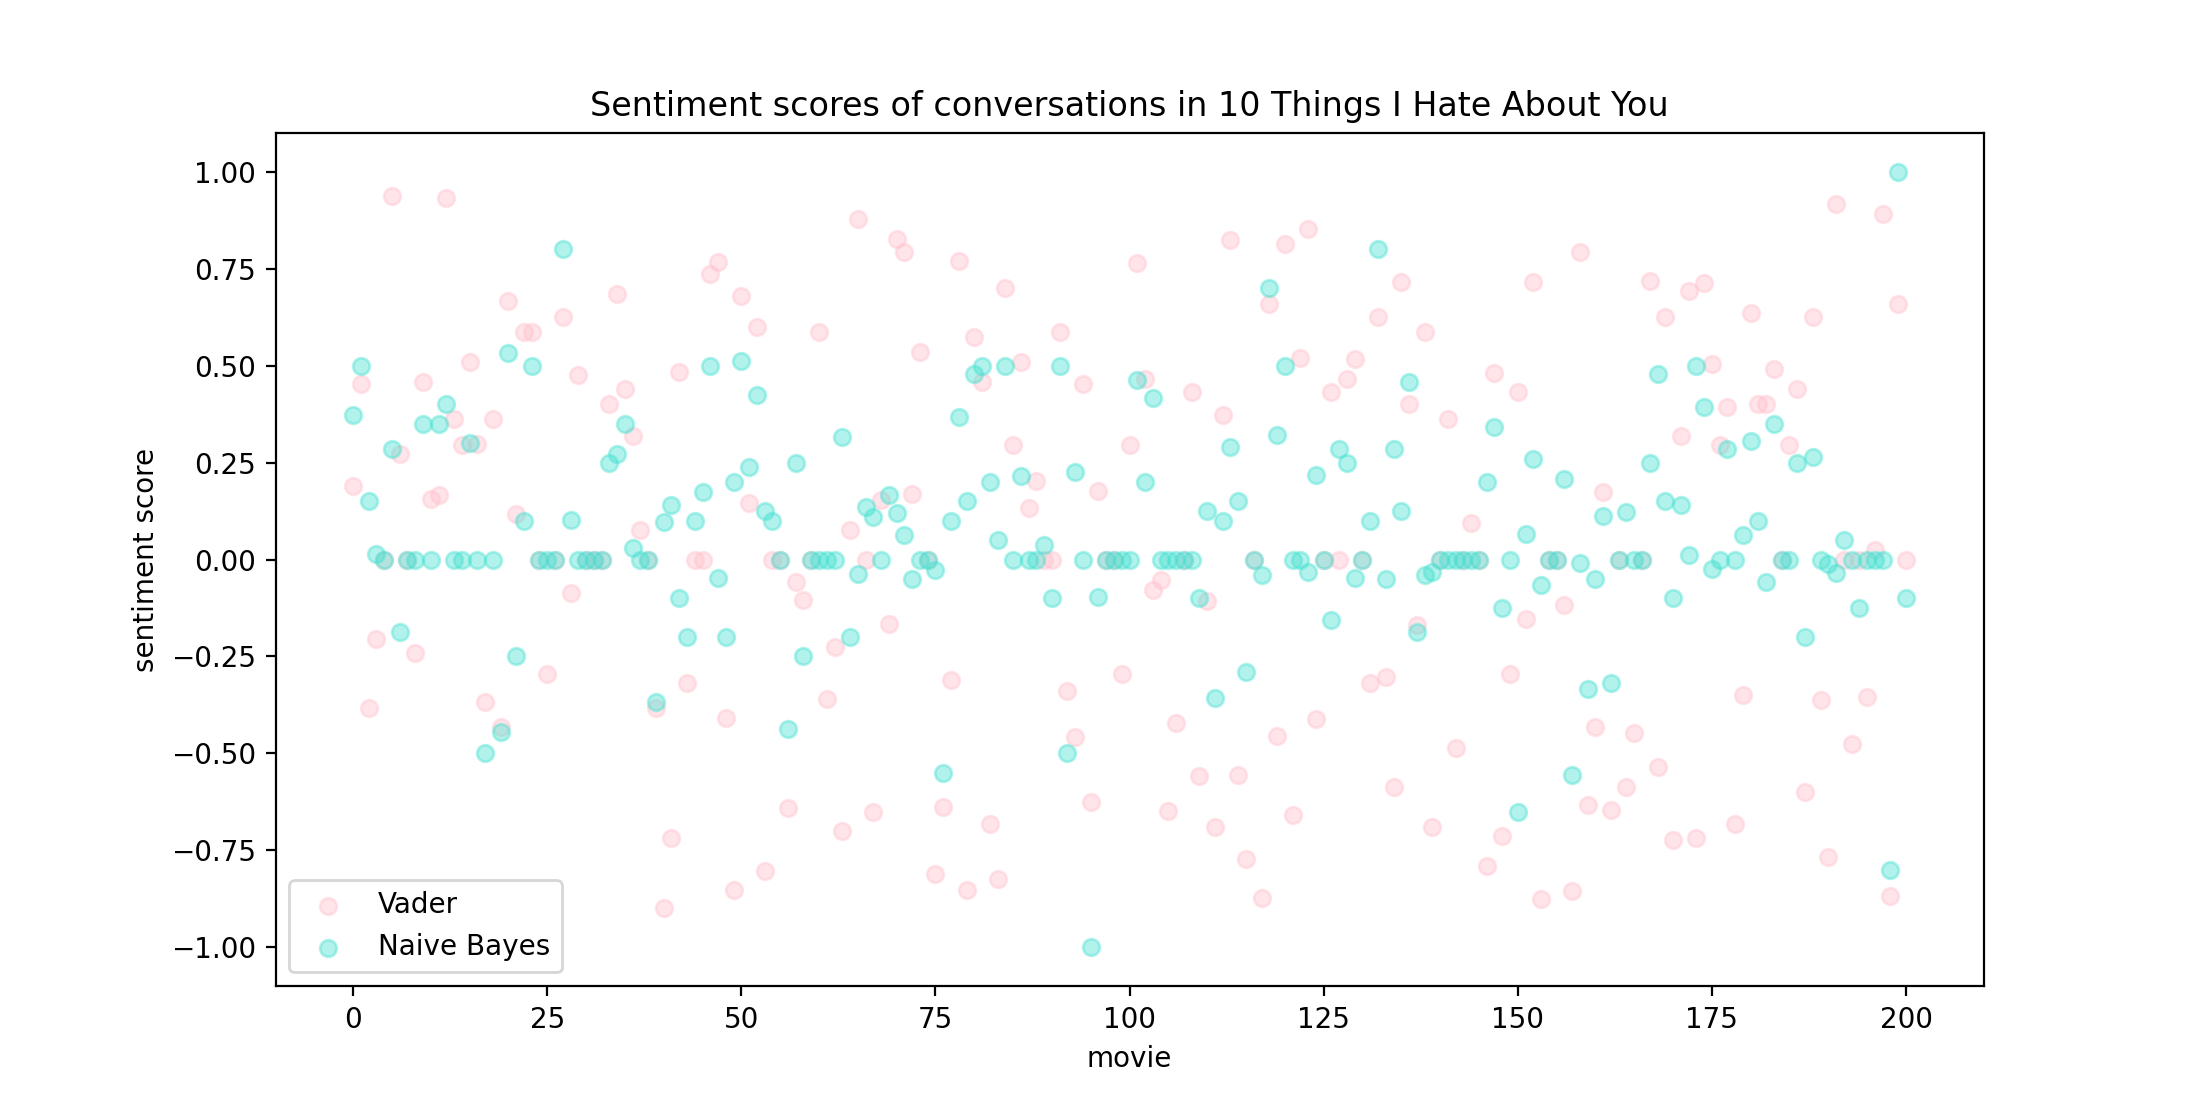 Sentiment scores of conversations in 10 Things I Hate About You
sentiment score
1.00
0.75
0.50
0.25
0.00
−0.25
−0.50
−0.75
−1.00
Vader
Naive Bayes
0 25 50 75 100 125 150 175 200
movie